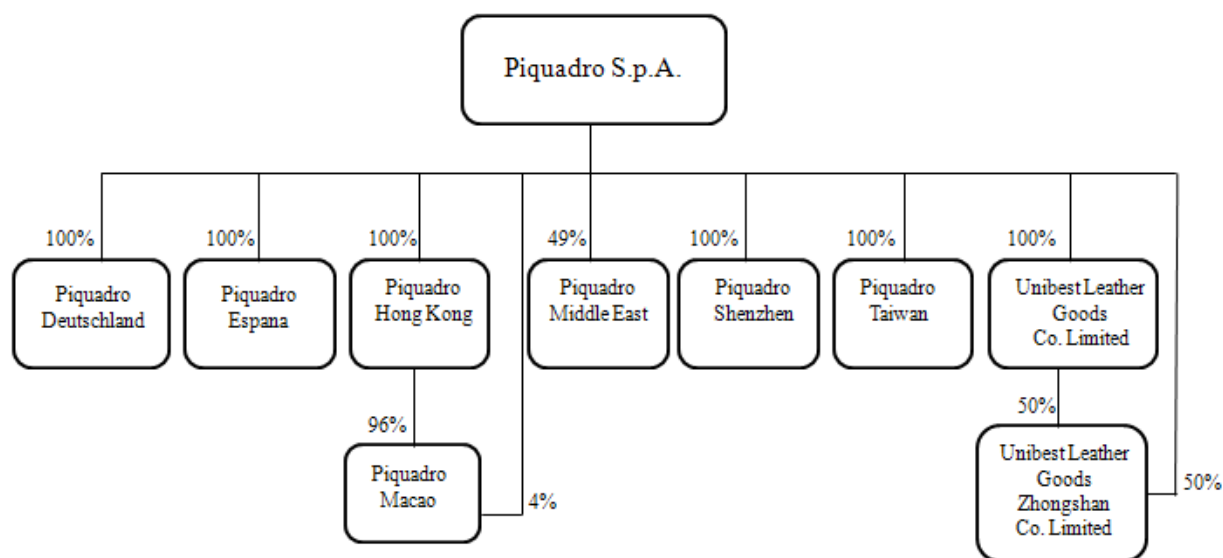 Piquadro S.p.A.
100%
100%
100%
49%
100%
100%
100%
Piquadro
Deutschland
Piquadro
Espana
Piquadro
Hong Kong
Piquadro
Middle East
Piquadro
Shenzhen
Piquadro
Taiwan
Unibest Leather
Goods
Co. Limited
96%
50%
Piquadro
Macao
4%
Unibest Leather
Goods
Zhongshan
Co. Limited
50%